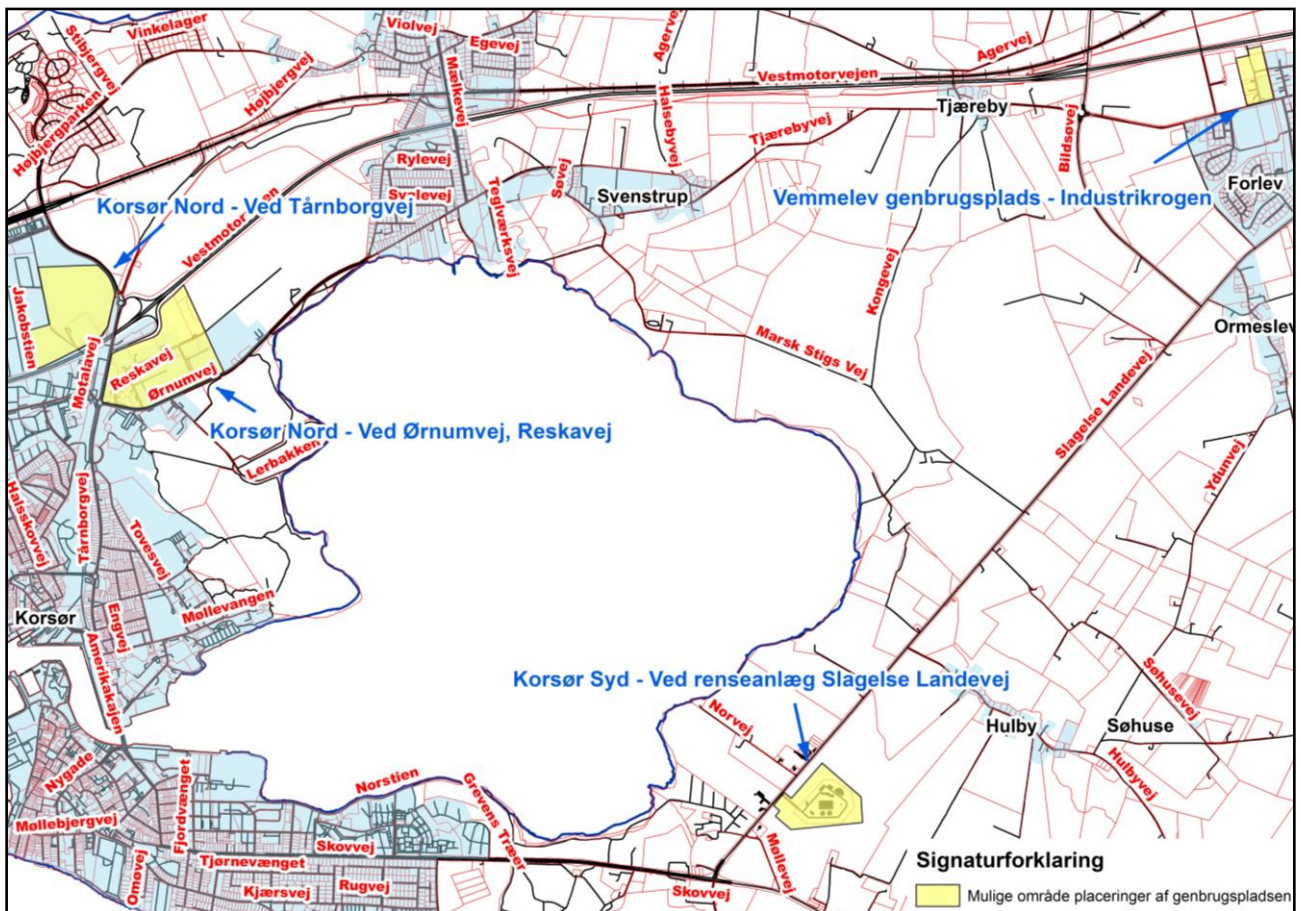 Vinkelager
Violvej
Egevej
Agervej
Agervej
Stibjergvej
Højbjergvej
Mælkevej
Vestmotorvejen
Højbjergparken
Halsebyvej
Tjæreby
Bildsøvej
Tjærebyvej
Rylevej
Svalevej
Søvej
Svenstrup
Forlev
Korsør Nord - Ved Tårnborgvej
Vemmelev genbrugsplads - Industrikrogen
Teglværksvej
Kongevej
Jakobstien
Ormeslev
Motalavej
Reskavej
Ørnumvej
Marsk Stigs Vej
Slagelse Landevej
Korsør Nord - Ved Ørnumvej, Reskavej
Lerbakken
Ydunvej
Halsskovvej
Tårnborgvej
Tovesvej
Møllevangen
Korsør
Engvej
Amerikakajen
Korsør Syd - Ved renseanlæg Slagelse Landevej
Søhusevej
Norvej
Hulby
Søhuse
Hulbyvej
Nygade
Fjordvænget
Norstien
Grevens Træer
Møllebjergvej
Skovvej
Tjørnevænget
Omøvej
Kjærsvej
Rugvej
Møllevej
Skovvej
Signaturforklaring
Mulige område placeringer af genbrugspladsen